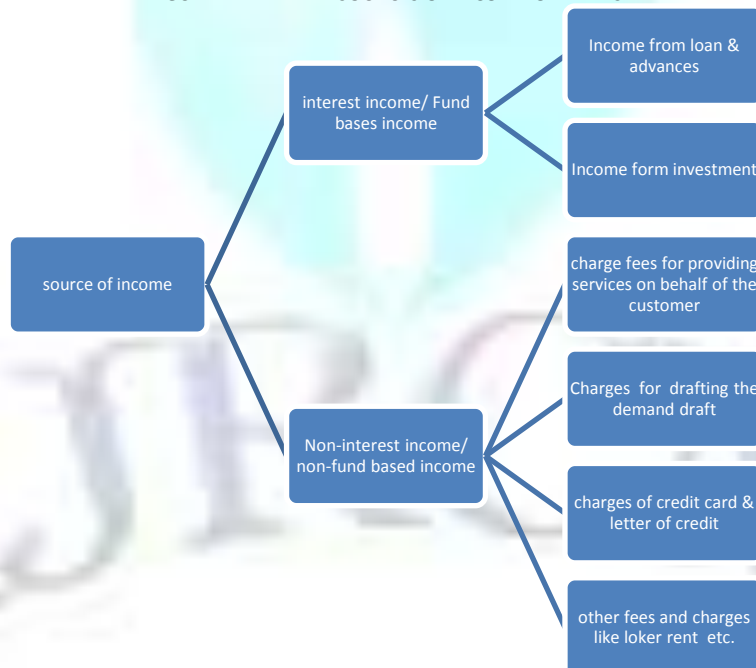 Income from loan &
advances
interest income/ Fund
bases income
Income form investment
source of income
charge fees for providing
services on behalf of the
customer
Charges for drafting the
demand draft
Non-interest income/
non-fund based income
charges of credit card &
letter of credit
other fees and charges
like loker rent etc.